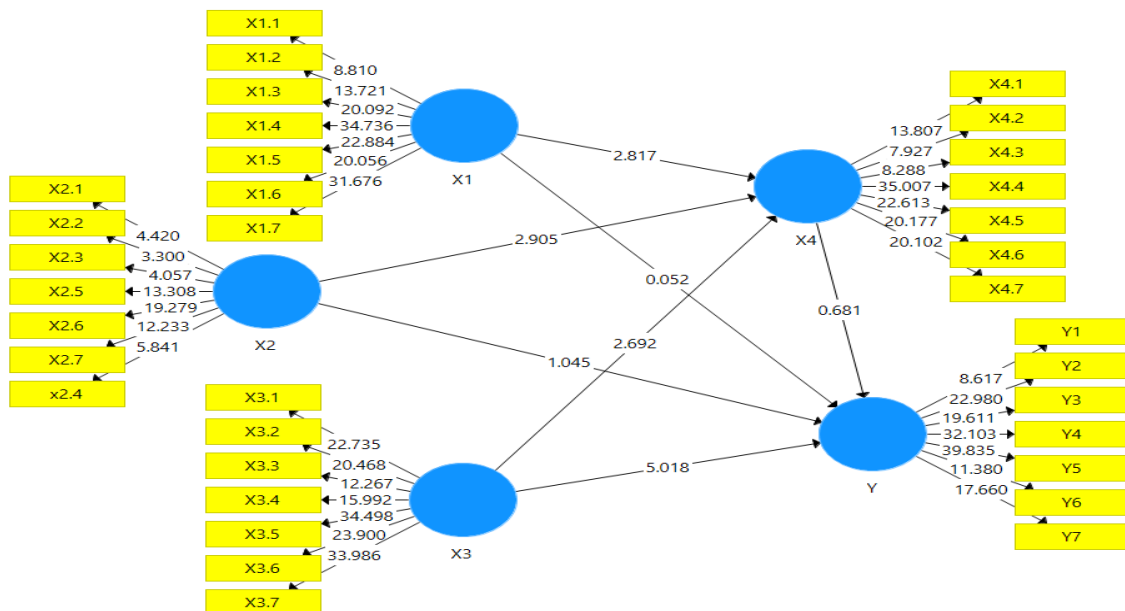 X1.1
X1.2
X1.3
X1.4
X1.5
X1.6
X1.7
8.810
13.721
20.092
34.736
22.884
20.056
31.676
X1
X2.1
X2.2
X2.3
X2.5
X2.6
X2.7
x2.4
4.420
3.300
4.057
13.308
19.279
12.233
5.841
X2
X3.1
X3.2
X3.3
X3.4
X3.5
X3.6
X3.7
22.735
20.468
12.267
15.992
34.498
23.900
33.986
X3
2.817
2.905
0.052
2.692
0.681
1.045
5.018
X4
13.807
7.927
8.288
35.007
22.613
20.177
20.102
X4.1
X4.2
X4.3
X4.4
X4.5
X4.6
X4.7
Y
8.617
22.980
19.611
32.103
39.835
11.380
17.660
Y1
Y2
Y3
Y4
Y5
Y6
Y7